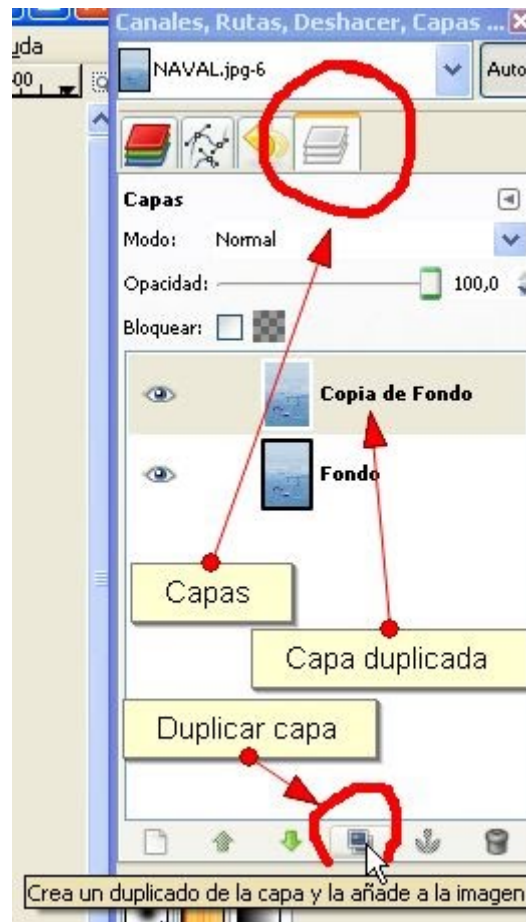 Canales, Rutas, Deshacer, Capas ...
uda
NAVAL.jpg-6
Auto
Capas
Modo: Normal
Opacidad: 100,0
Bloquear:
Copia de Fondo
Fondo
Capas
Capa duplicada
Duplicar capa
Crea un duplicado de la capa y la añade a la imagen